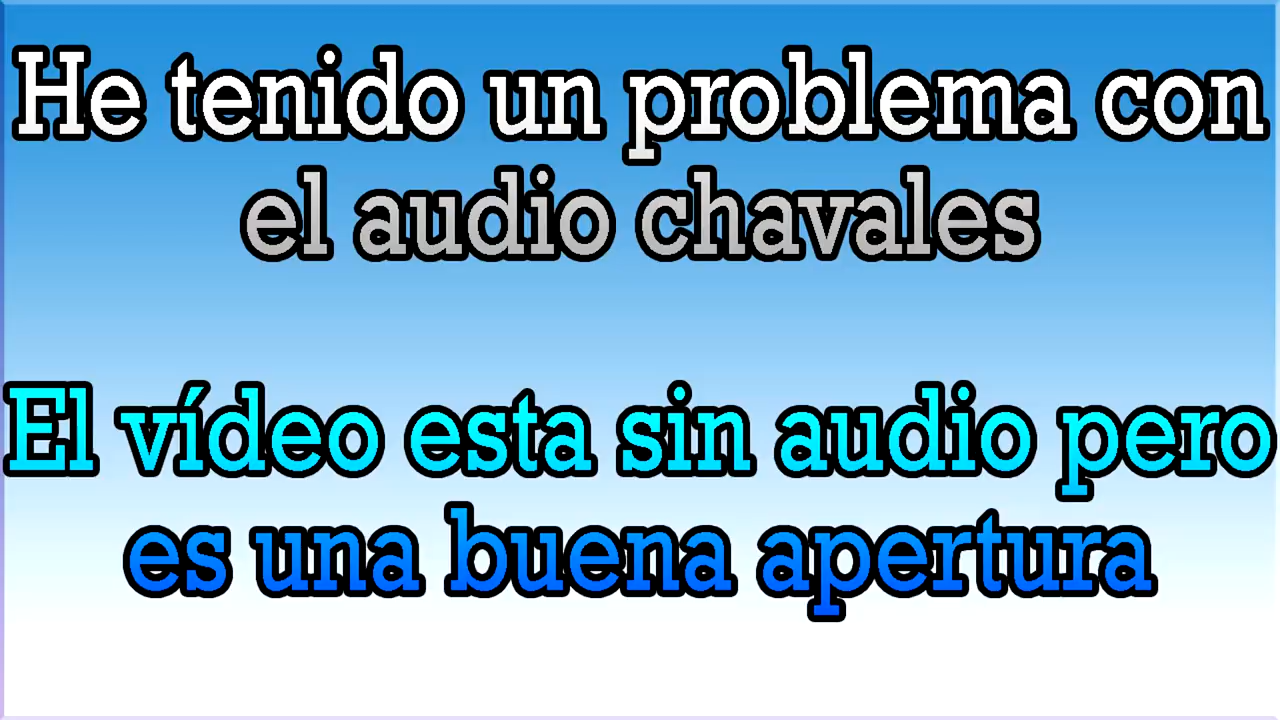 He tenido un problema con
el audio chavales
El vídeo esta sin audio pero
es una buena apertura